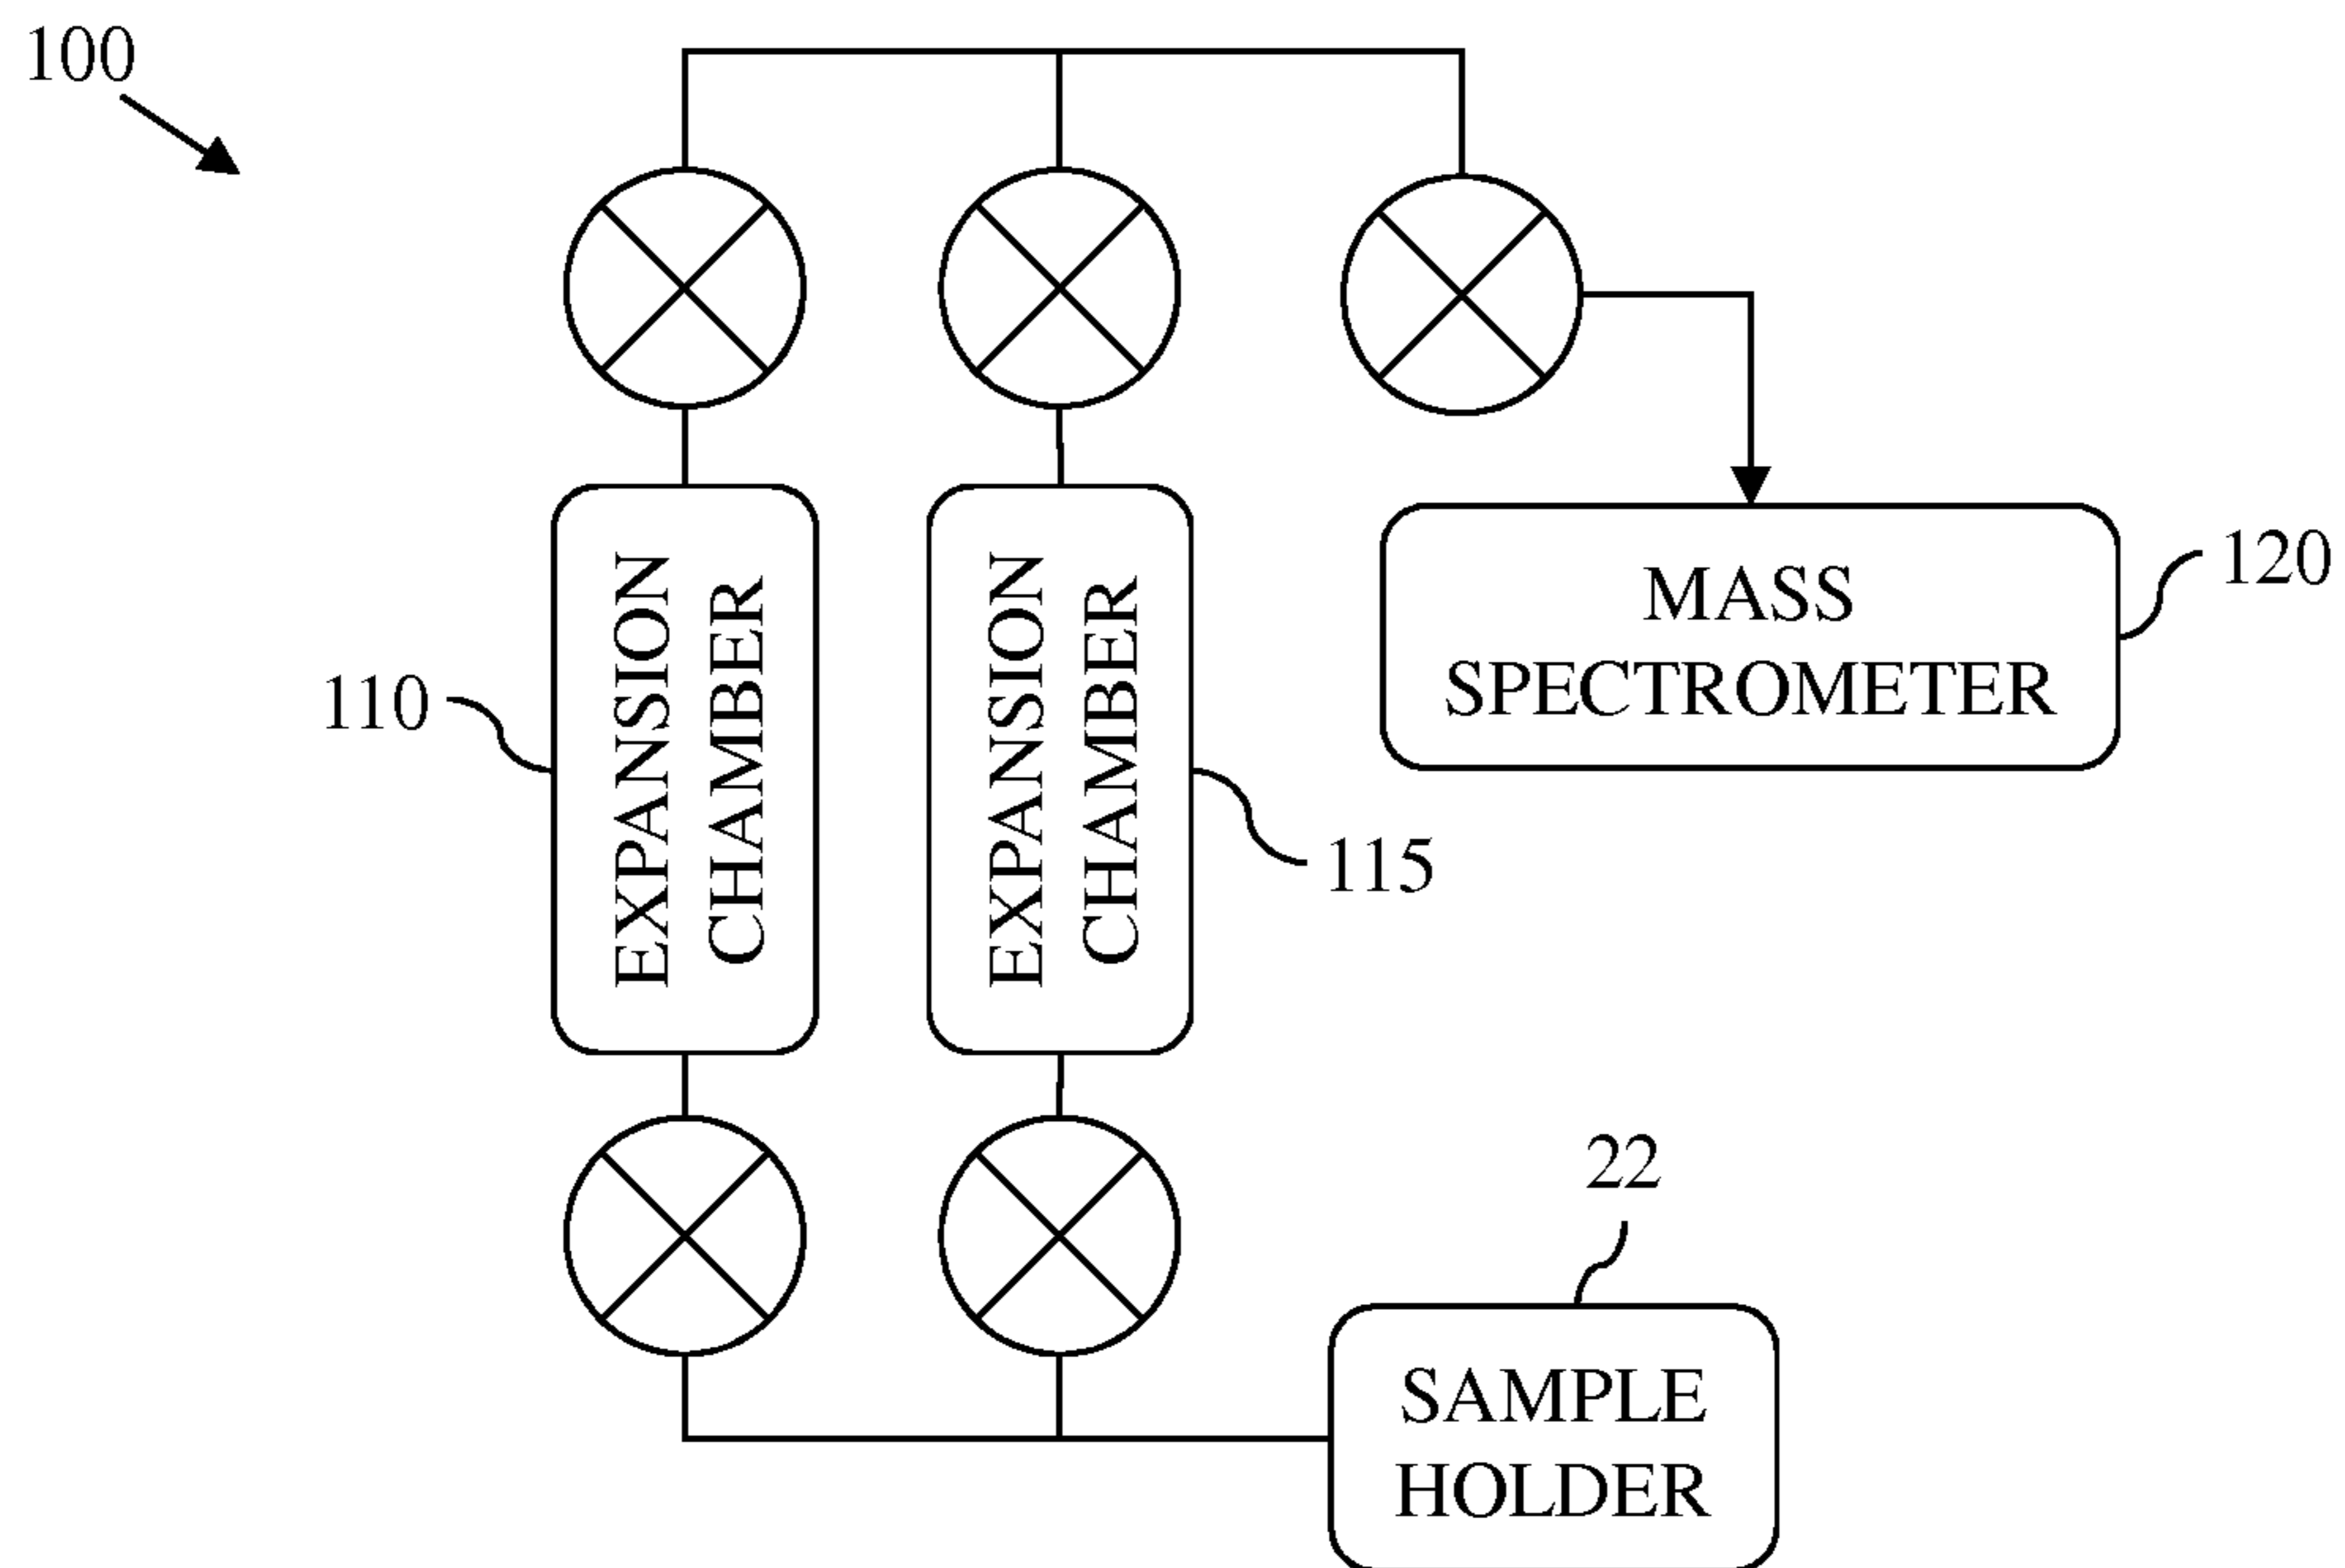 100
EXPANSION
CHAMBER
EXPANSION
CHAMBER
MASS
SPECTROMETER
120
110
115
22
SAMPLE
HOLDER